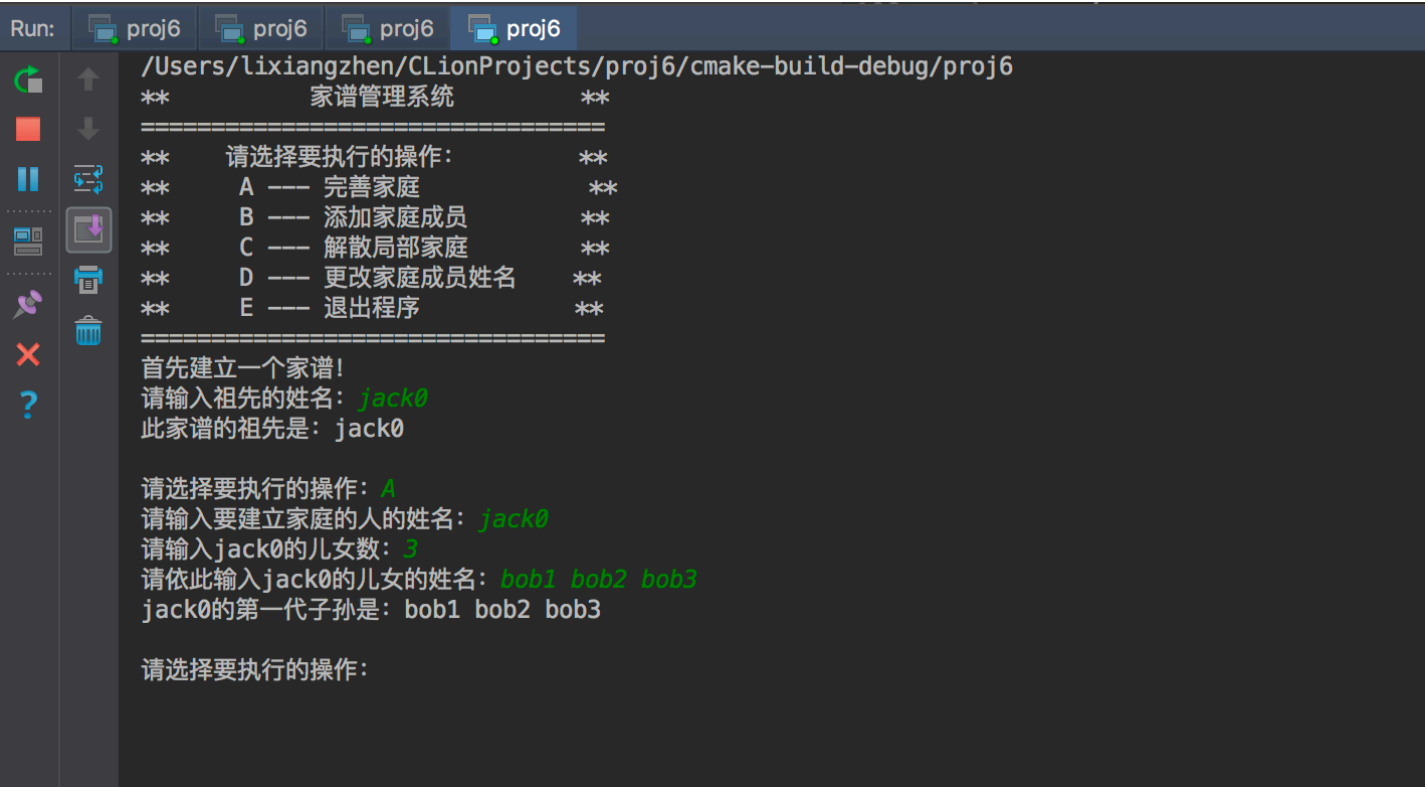 Run: proj6 proj6 proj6 proj6
/Users/lixiangzhen/CLionProjects/proj6/cmake-build-debug/proj6
** 家谱管理系统 **
=================================
** 请选择要执行的操作: **
** A --- 完善家庭 **
** B --- 添加家庭成员 **
** C --- 解散局部家庭 **
** D --- 更改家庭成员姓名 **
** E --- 退出程序 **
=================================
首先建立一个家谱!
请输入祖先的姓名: jack0
此家谱的祖先是: jack0
请选择要执行的操作: A
请输入要建立家庭的人的姓名: jack0
请输入jack0的儿女数: 3
请依此输入jack0的儿女的姓名: bob1 bob2 bob3
jack0的第一代子孙是: bob1 bob2 bob3
请选择要执行的操作: